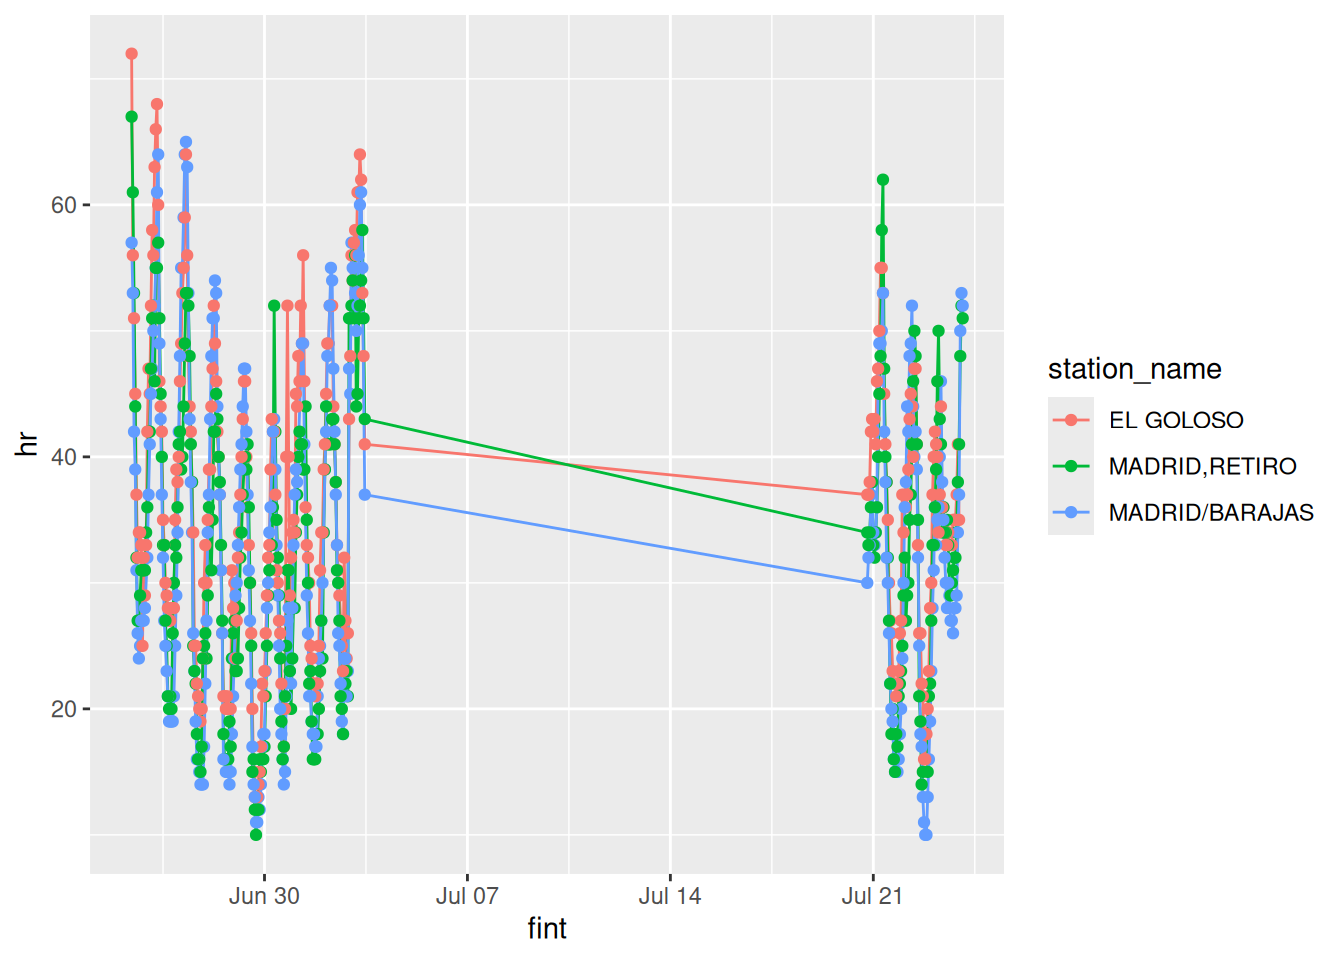 60
40
20
hr
Jun 30
Jul 07
Jul 14
Jul 21
fint
station_name
EL GOLOSO
MADRID,RETIRO
MADRID/BARAJAS